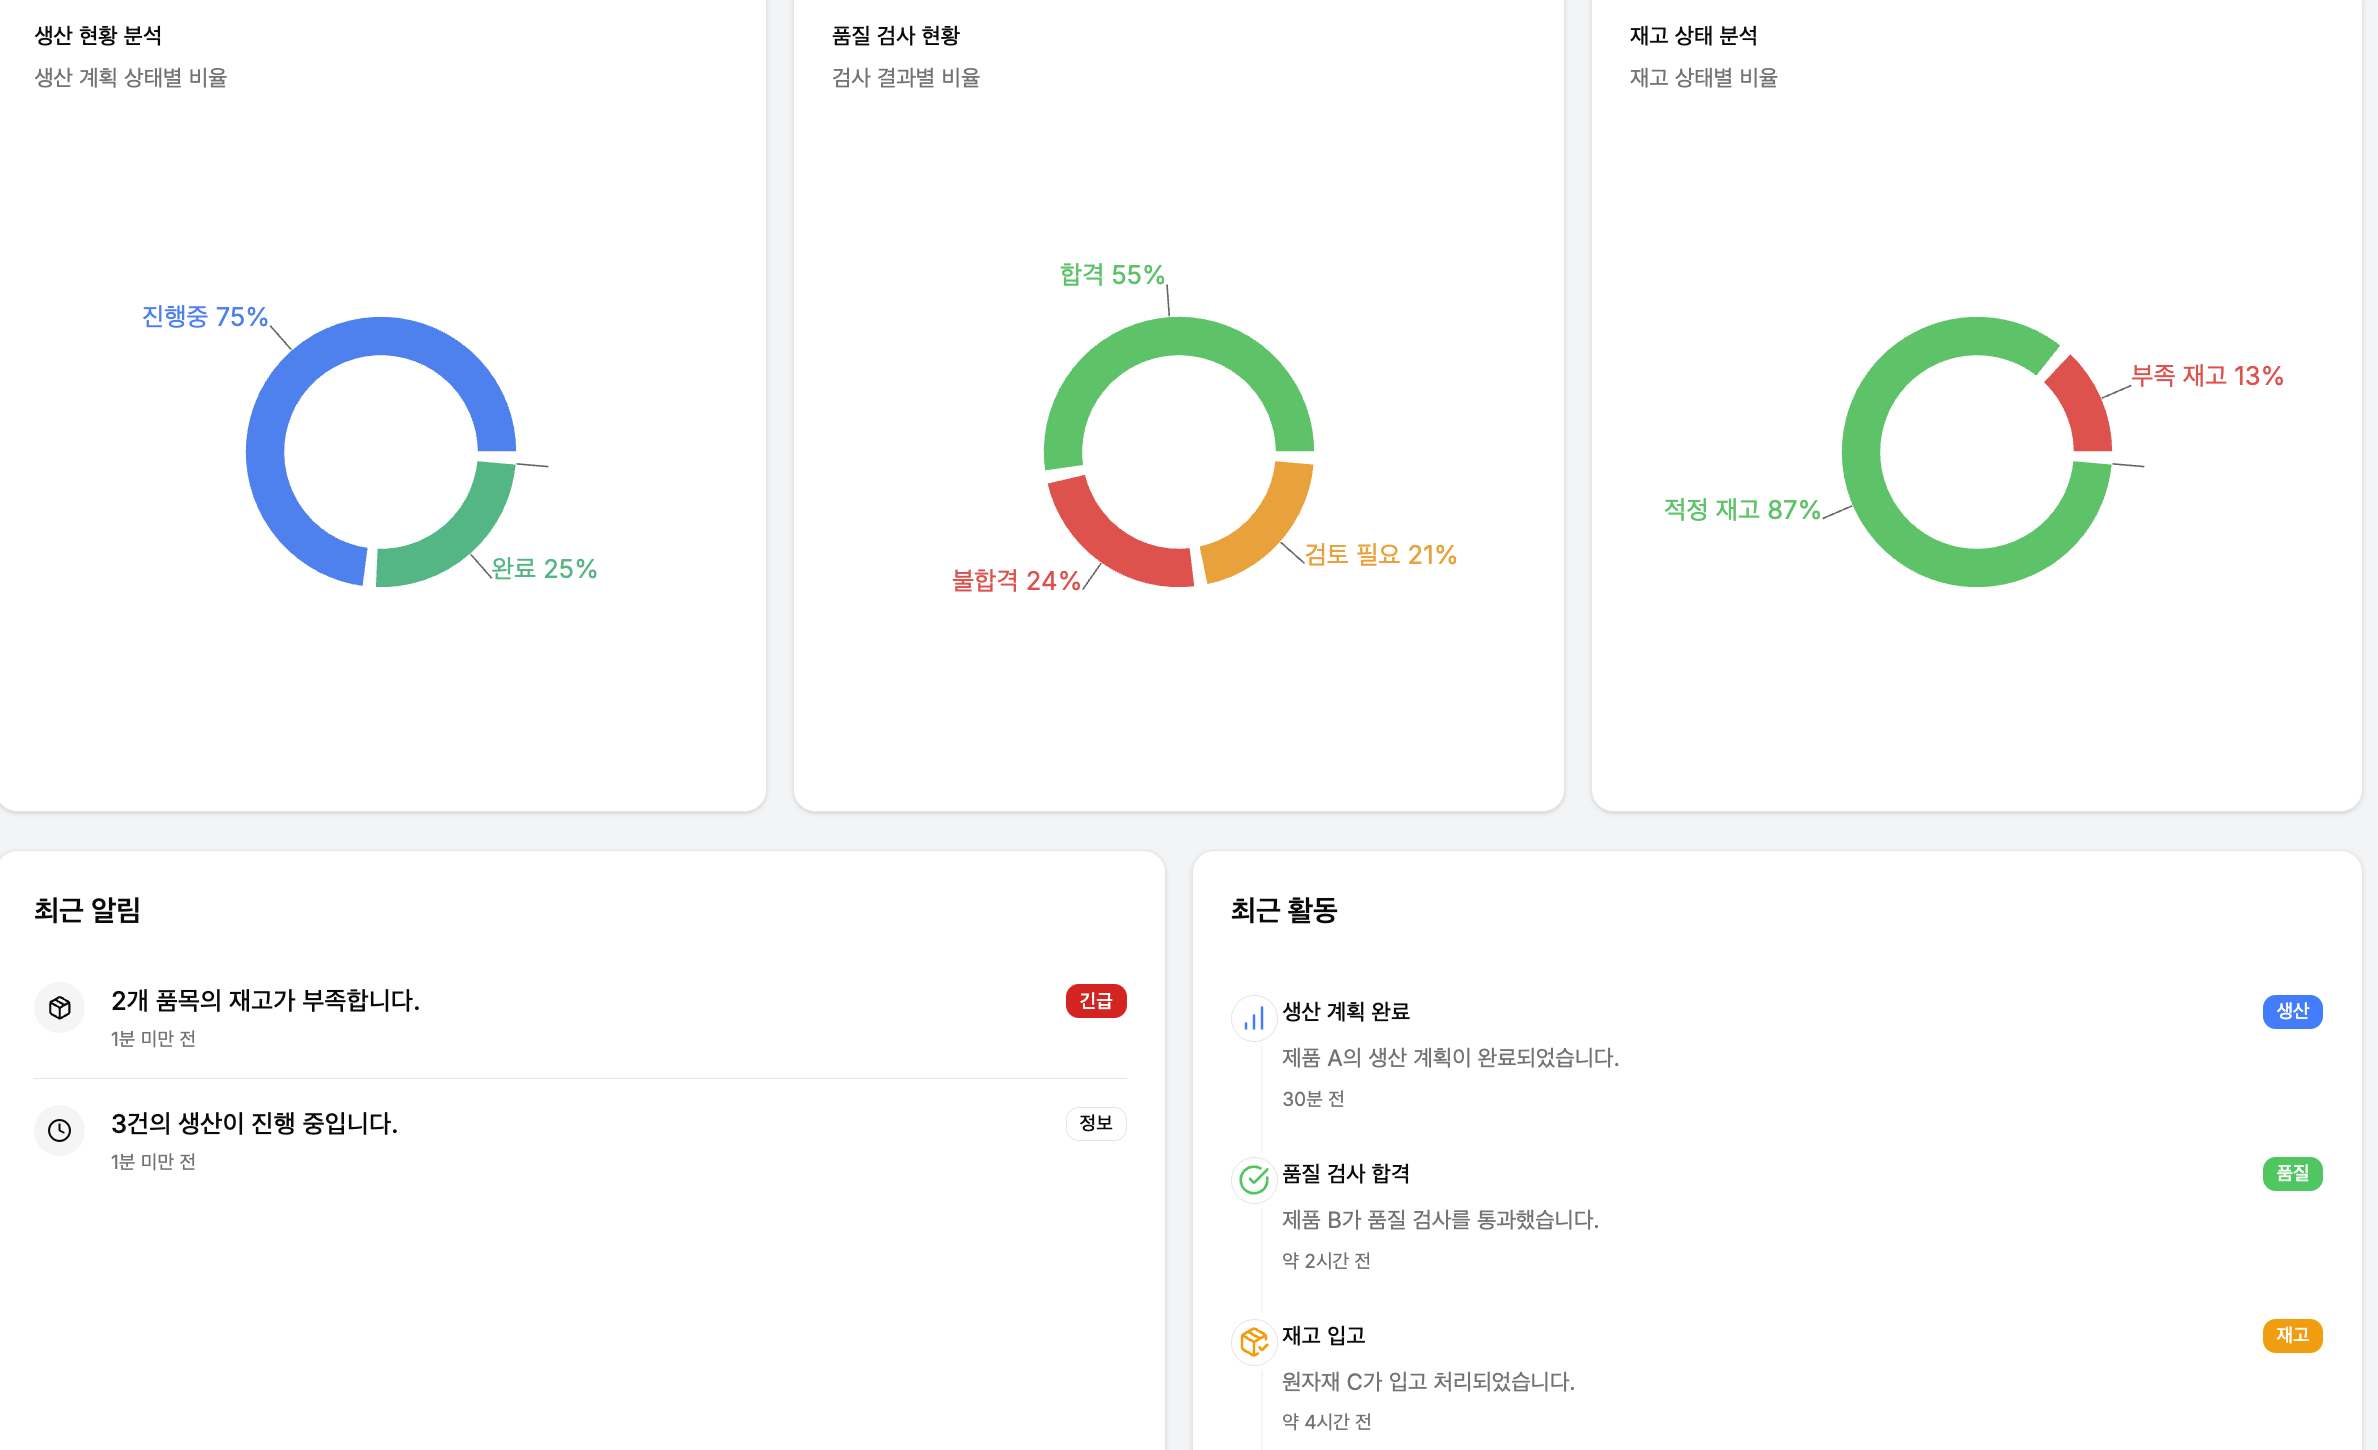 생산 현황 분석
생산 계획 상태별 비율
진행중 75%
완료 25%
품질 검사 현황
검사 결과별 비율
합격 55%
불합격 24%
검토 필요 21%
재고 상태 분석
재고 상태별 비율
부족 재고 13%
적정 재고 87%
최근 알림
2개 품목의 재고가 부족합니다.
긴급
1분 미만 전
3건의 생산이 진행 중입니다.
정보
1분 미만 전
최근 활동
생산 계획 완료
생산
제품 A의 생산 계획이 완료되었습니다.
30분 전
품질 검사 합격
품질
제품 B가 품질 검사를 통과했습니다.
약 2시간 전
재고 입고
재고
원자재 C가 입고 처리되었습니다.
약 4시간 전